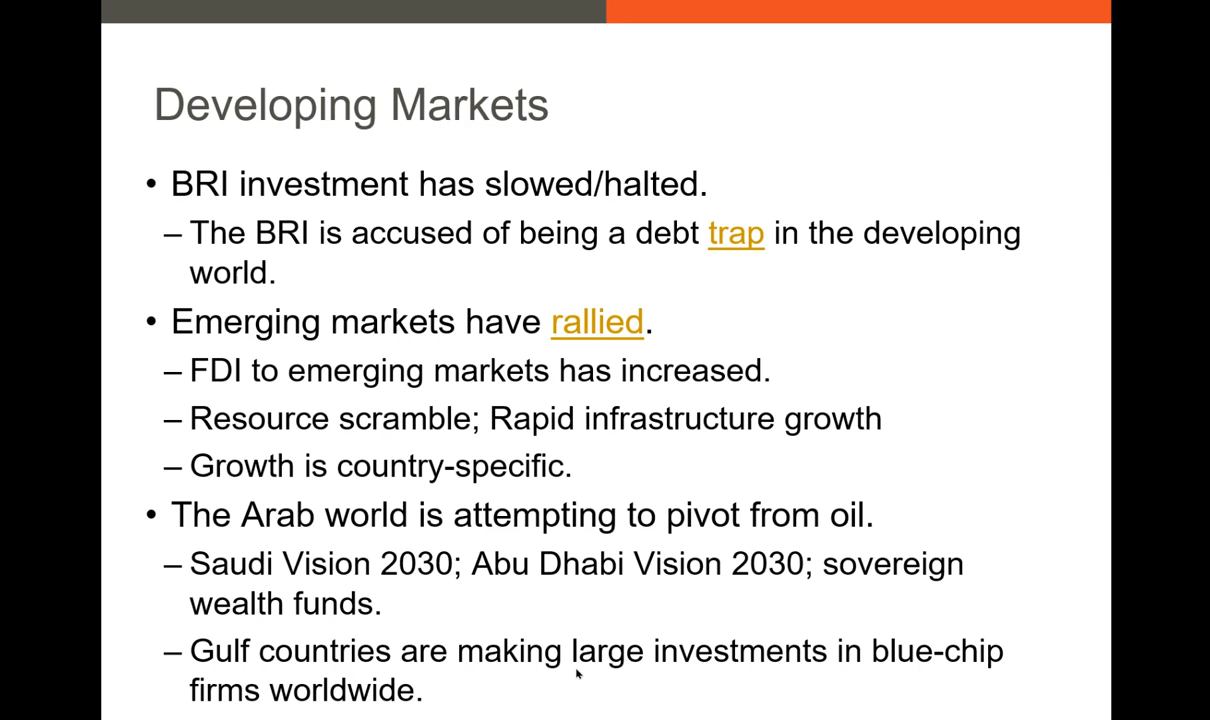 Developing Markets
• BRI investment has slowed/halted.
– The BRI is accused of being a debt trap in the developing
world.
• Emerging markets have rallied.
– FDI to emerging markets has increased.
– Resource scramble; Rapid infrastructure growth
– Growth is country-specific.
• The Arab world is attempting to pivot from oil.
– Saudi Vision 2030; Abu Dhabi Vision 2030; sovereign
wealth funds.
– Gulf countries are making large investments in blue-chip
firms worldwide.